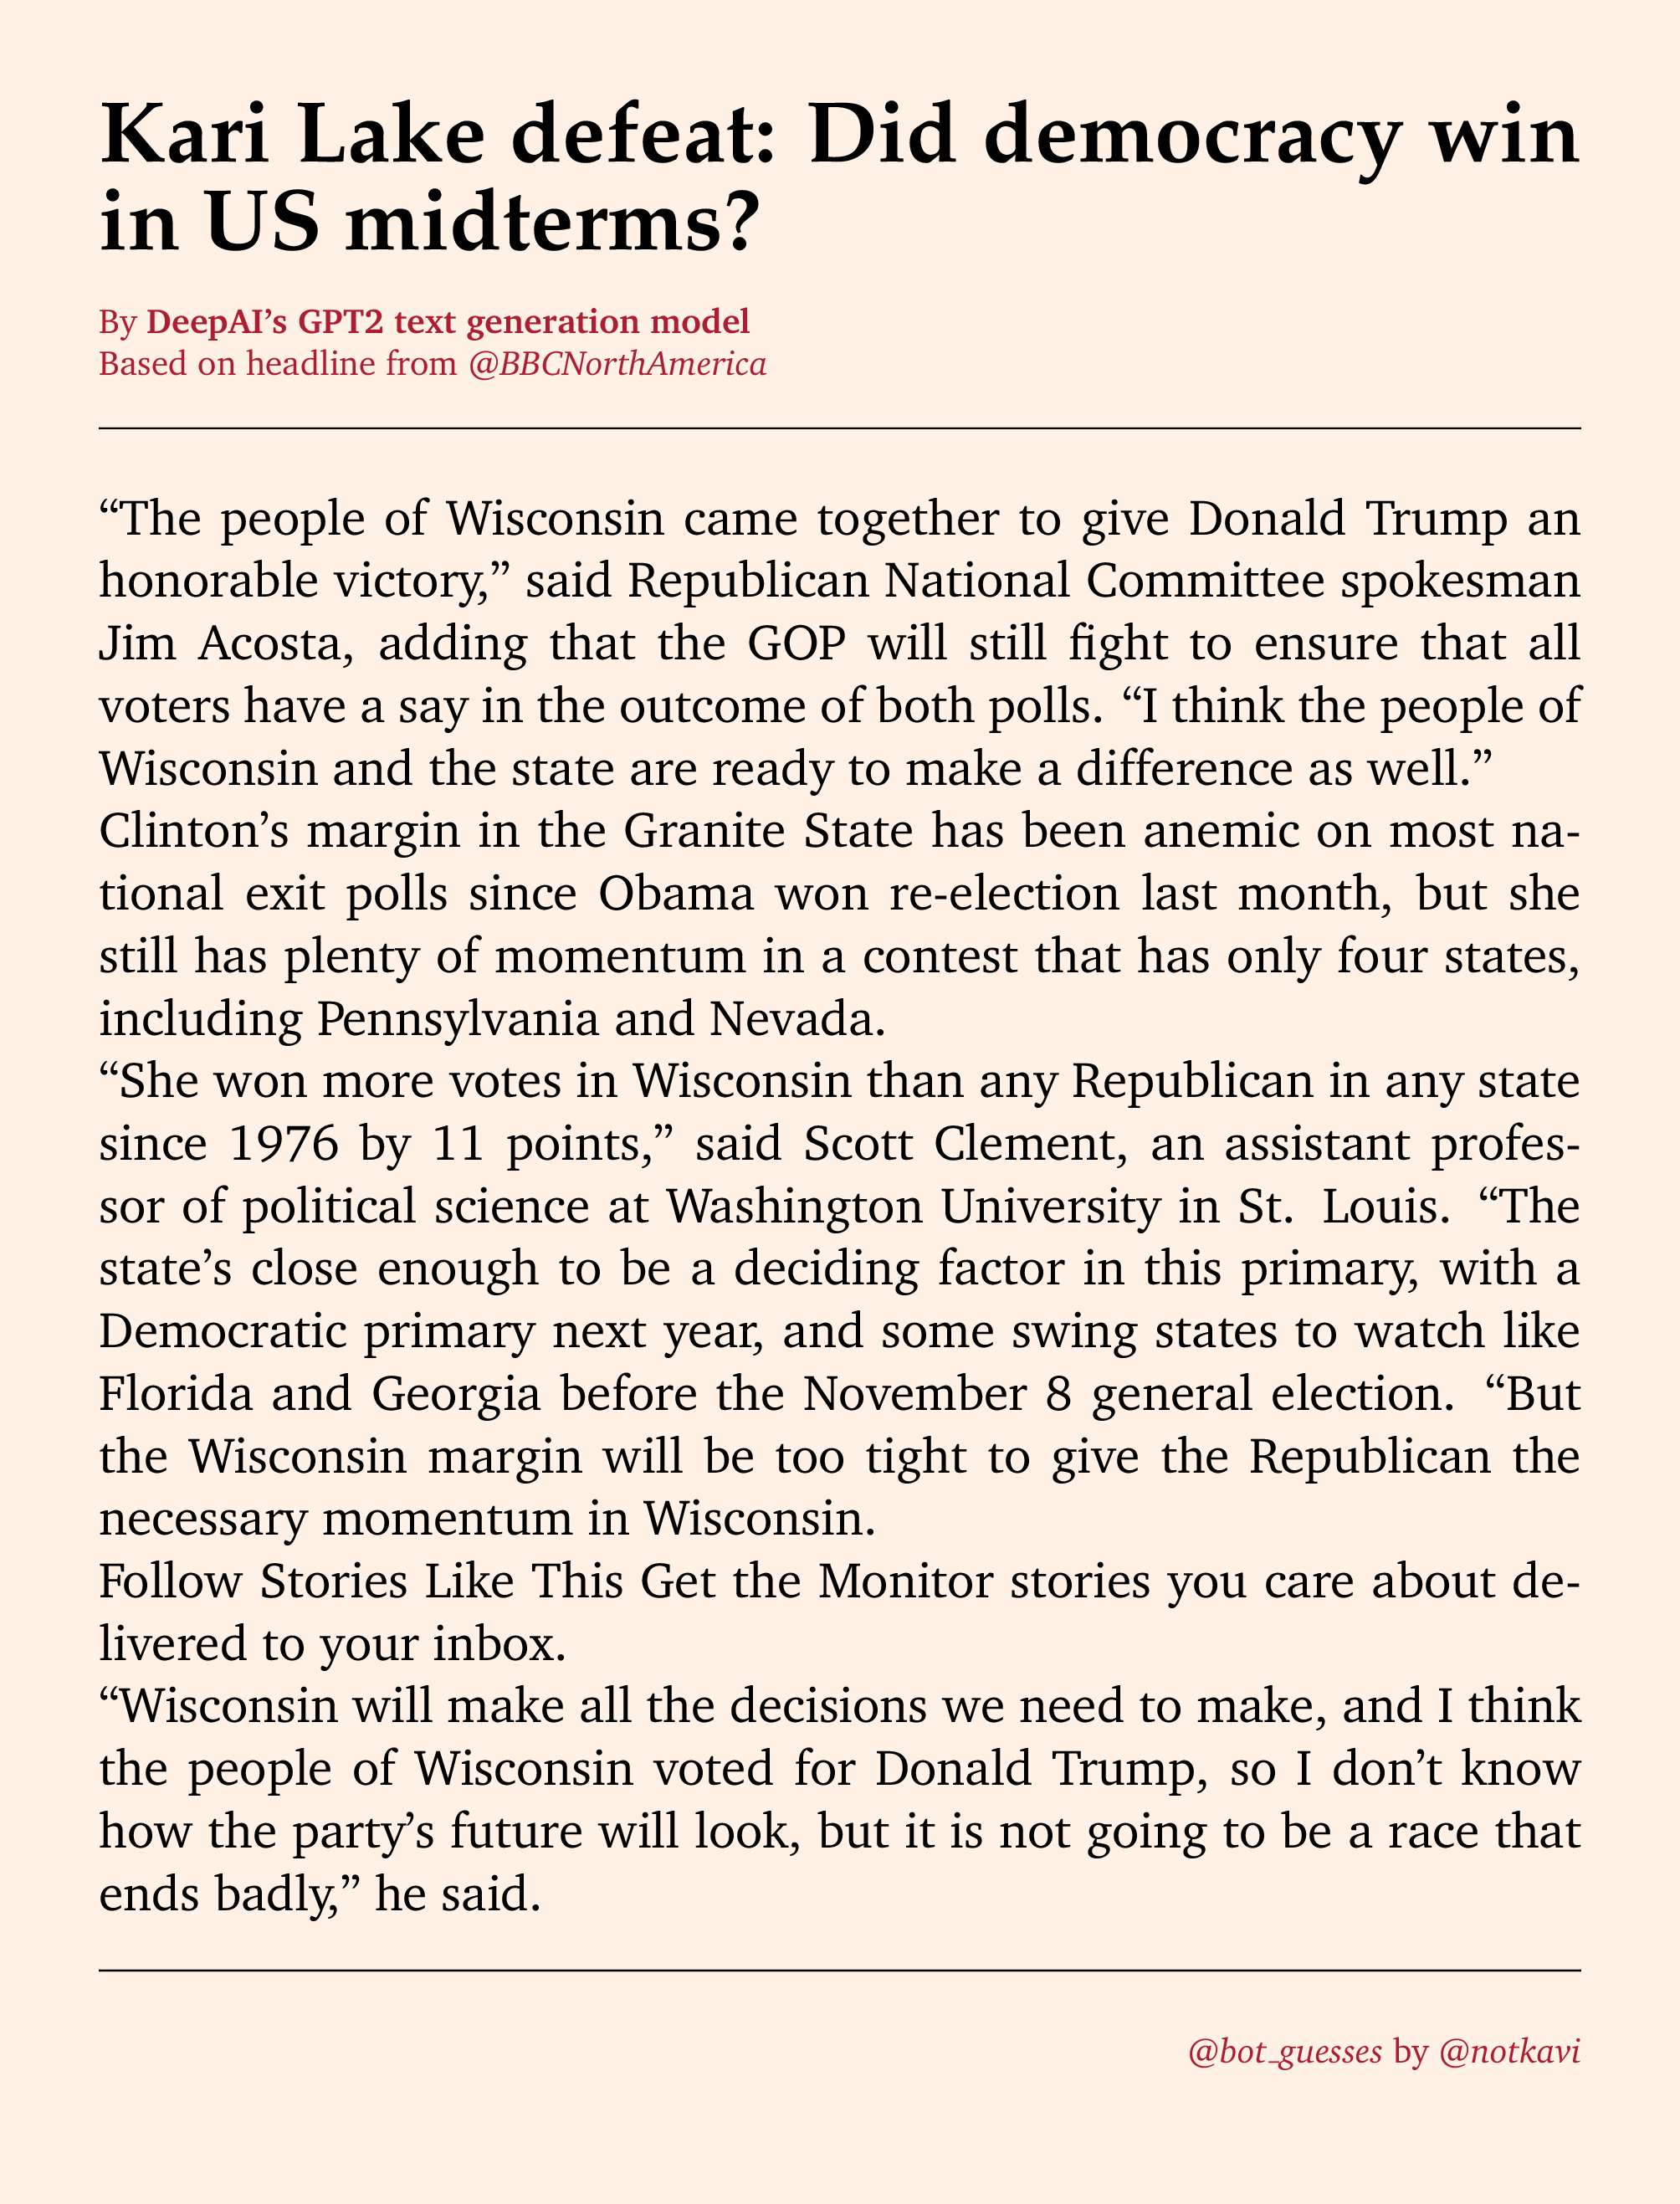 Kari Lake defeat: Did democracy win
in US midterms?
By DeepAI’s GPT2 text generation model
Based on headline from @BBCNorthAmerica
“The people of Wisconsin came together to give Donald Trump an
honorable victory,” said Republican National Committee spokesman
Jim Acosta, adding that the GOP will still fight to ensure that all
voters have a say in the outcome of both polls. “I think the people of
Wisconsin and the state are ready to make a difference as well.”
Clinton’s margin in the Granite State has been anemic on most na-
tional exit polls since Obama won re-election last month, but she
still has plenty of momentum in a contest that has only four states,
including Pennsylvania and Nevada.
“She won more votes in Wisconsin than any Republican in any state
since 1976 by 11 points,” said Scott Clement, an assistant profes-
sor of political science at Washington University in St. Louis. “The
state’s close enough to be a deciding factor in this primary, with a
Democratic primary next year, and some swing states to watch like
Florida and Georgia before the November 8 general election. “But
the Wisconsin margin will be too tight to give the Republican the
necessary momentum in Wisconsin.
Follow Stories Like This Get the Monitor stories you care about de-
livered to your inbox.
“Wisconsin will make all the decisions we need to make, and I think
the people of Wisconsin voted for Donald Trump, so I don’t know
how the party’s future will look, but it is not going to be a race that
ends badly,” he said.
@bot_guesses by @notkavi